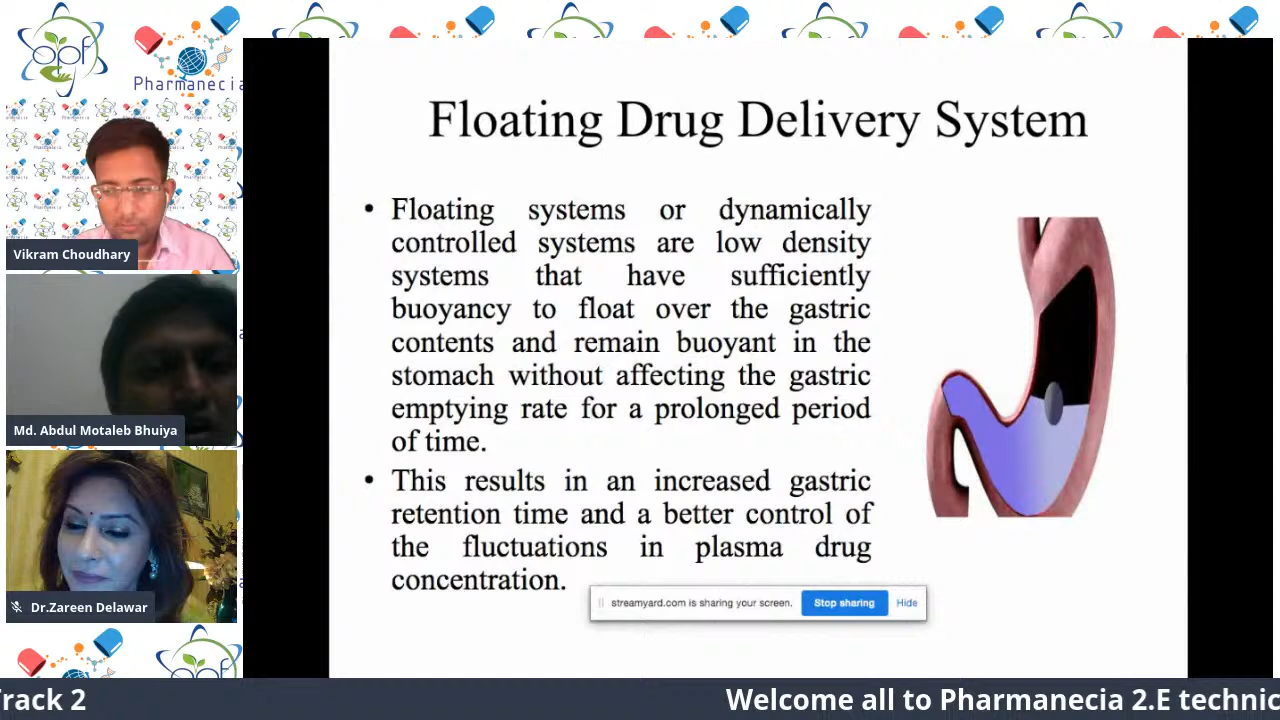 opf
Pharmanecia
Vikram Choudhary
Md. Abdul Motaleb Bhuiya
Dr.Zareen Delawar
Floating Drug Delivery System
• Floating systems or dynamically
controlled systems are low density
systems that have sufficiently
buoyancy to float over the gastric
contents and remain buoyant in the
stomach without affecting the gastric
emptying rate for a prolonged period
of time.
• This results in an increased gastric
retention time and a better control of
the fluctuations in plasma drug
concentration.
streamyard.com is sharing your screen. Stop sharing Hide
opf
rack 2 Welcome all to Pharmanecia 2.E technic